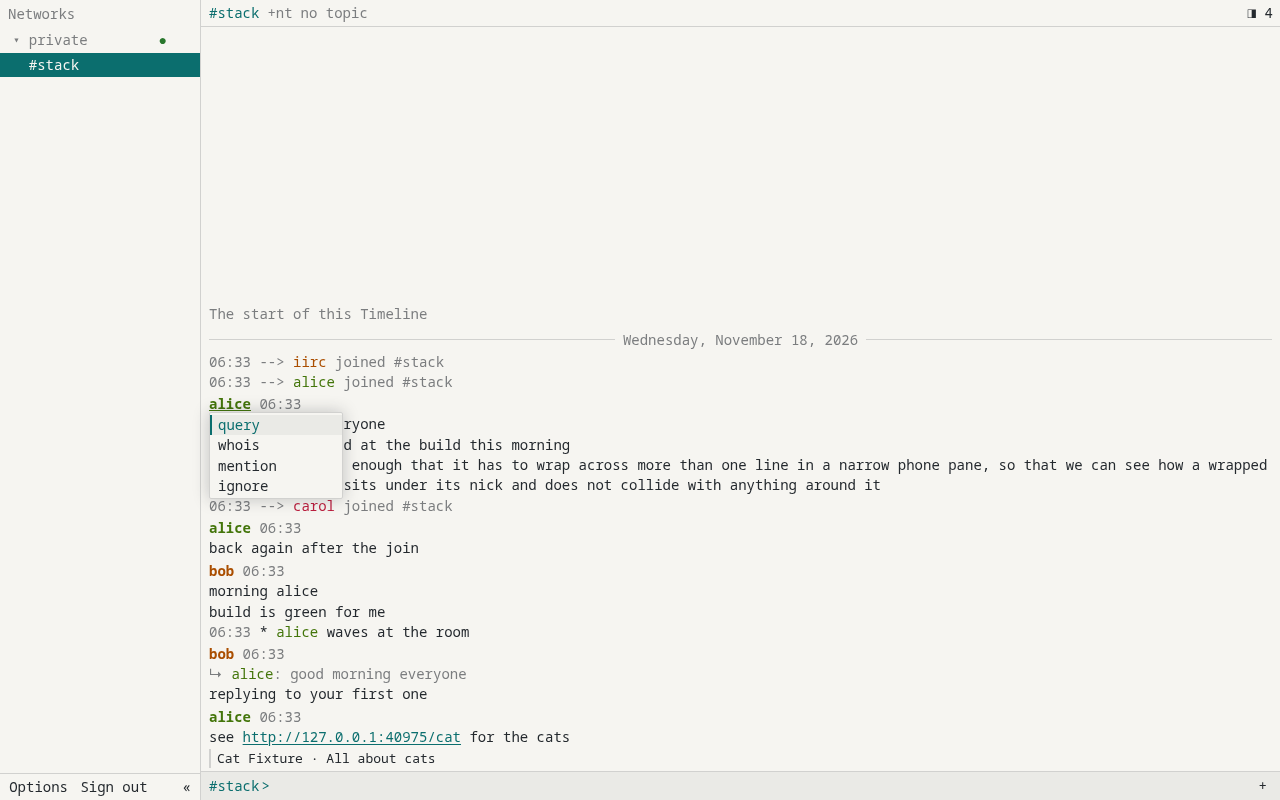 Networks
▾ private ●
#stack
Options Sign out «
#stack +nt no topic ◨ 4
The start of this Timeline
Wednesday, November 18, 2026
06:33 --> iirc joined #stack
06:33 --> alice joined #stack
alice 06:33
query
whois
mention
ignore
ryone
d at the build this morning
enough that it has to wrap across more than one line in a narrow phone pane, so that we can see how a wrapped
sits under its nick and does not collide with anything around it
06:33 --> carol joined #stack
alice 06:33
back again after the join
bob 06:33
morning alice
build is green for me
06:33 * alice waves at the room
bob 06:33
↳ alice: good morning everyone
replying to your first one
alice 06:33
see http://127.0.0.1:40975/cat for the cats
Cat Fixture · All about cats
#stack> +